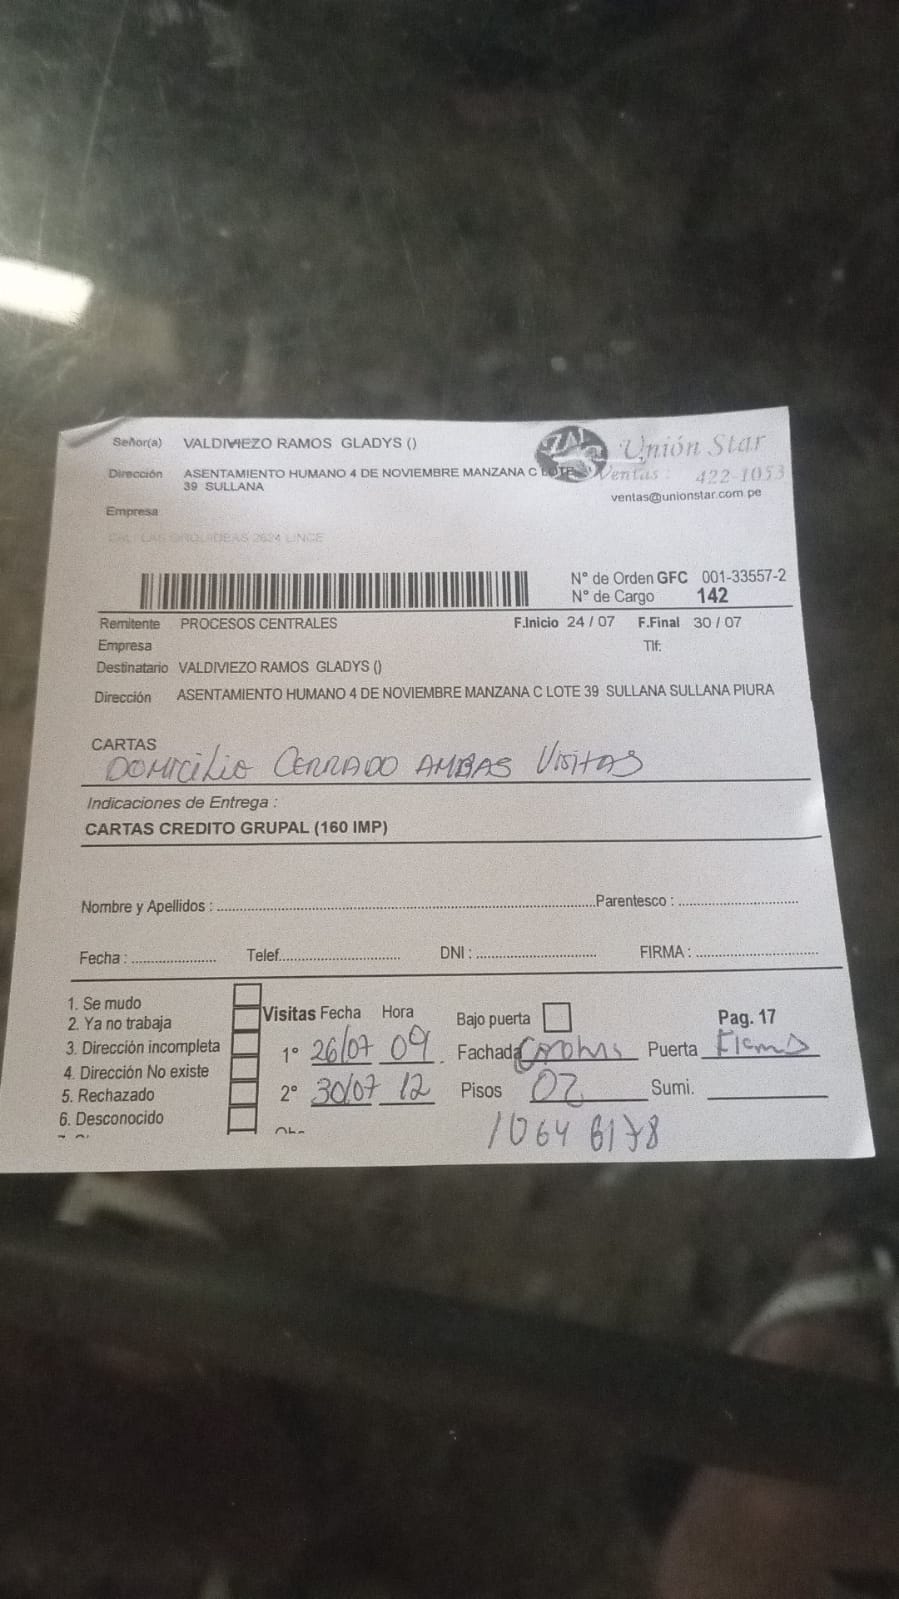 Señor(a) VALDIVIEZO RAMOS GLADYS ()
Unión Star
Dirección ASENTAMIENTO HUMANO 4 DE NOVIEMBRE MANZANA C LOTE
39 SULLANA
Ventas : 422-1053
ventas@unionstar.com.pe
Empresa
LAS ORQUIDEAS 2624 LINCE
N° de Orden GFC 001-33557-2
N° de Cargo 142
Remitente PROCESOS CENTRALES F.Inicio 24 / 07 F.Final 30 / 07
Empresa Tlf:
Destinatario VALDIVIEZO RAMOS GLADYS ()
Dirección ASENTAMIENTO HUMANO 4 DE NOVIEMBRE MANZANA C LOTE 39 SULLANA SULLANA PIURA
CARTAS
DOMICILIO CERRADO AMBAS VISITAS
Indicaciones de Entrega :
CARTAS CREDITO GRUPAL (160 IMP)
Nombre y Apellidos : Parentesco :
Fecha : Telef. DNI : FIRMA :
1. Se mudo
2. Ya no trabaja
3. Dirección incompleta
4. Dirección No existe
5. Rechazado
6. Desconocido
Visitas Fecha Hora Bajo puerta Pag. 17
1° 26/07 09 Fachada Puerta
2° 30/07 12 Pisos 02 Sumi.
10646178